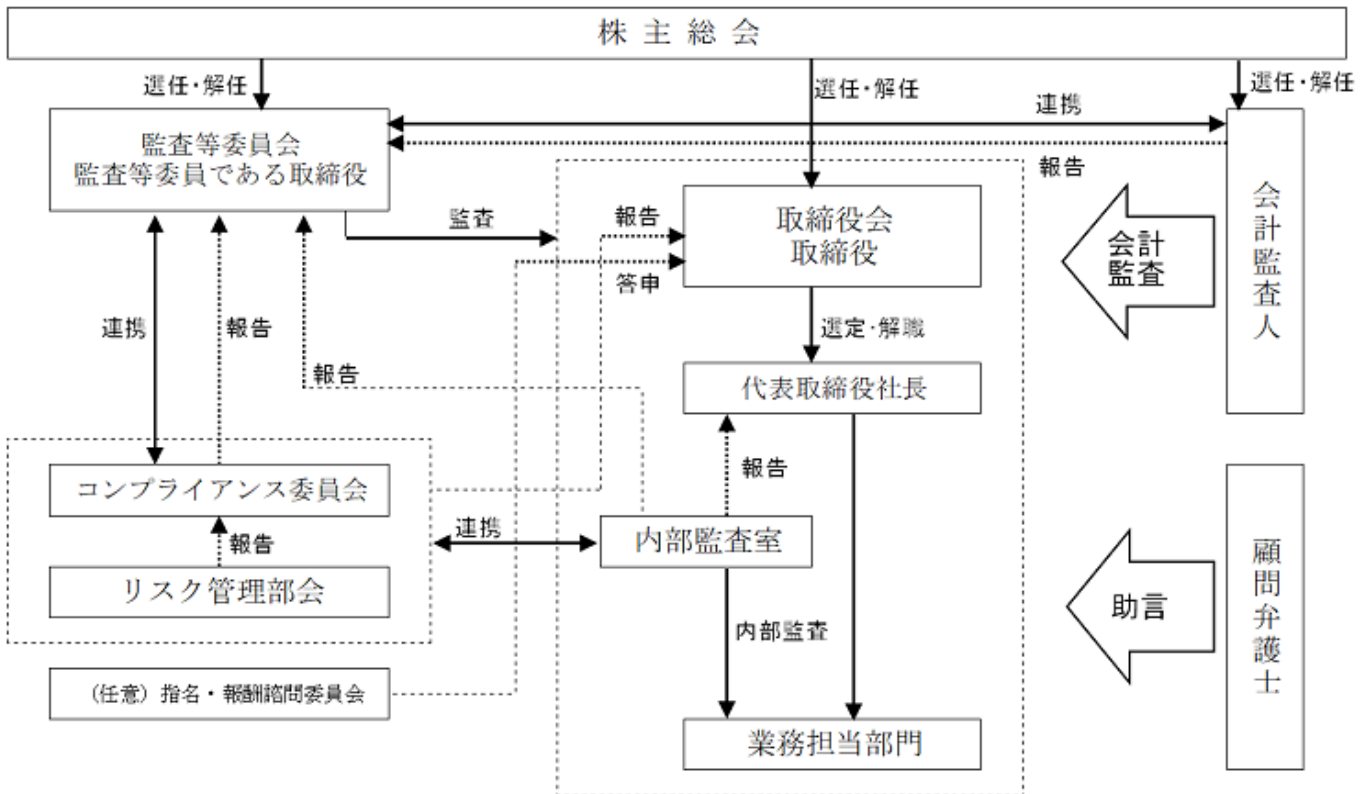 株主総会
選任・解任
選任・解任
選任・解任
連携
監査等委員会
監査等委員である取締役
報告
監査
報告
取締役会
取締役
答申
会計
監査
会計監査人
連携
報告
選定・解職
報告
代表取締役社長
報告
コンプライアンス委員会
連携
内部監査室
報告
リスク管理部会
助言
顧問弁護士
内部監査
(任意)指名・報酬諮問委員会
業務担当部門